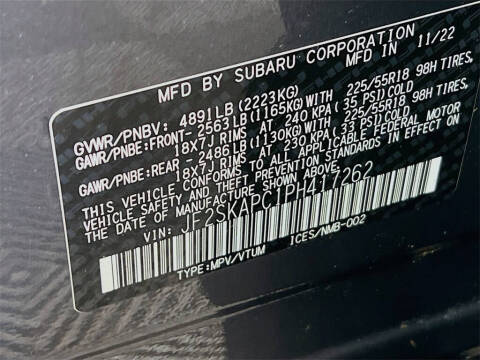 MFD BY SUBARU CORPORATION MFD IN 11/22
GVWR/PNBV: 4891LB(2223KG)
GAWR/PNBE:FRONT-2563LB(1165KG)WITH 225/55R18 98H TIRES,
18X7J RIMS AT 240 KPA (35 PSI)COLD
GAWR/PNBE:REAR -2486LB(1130KG)WITH 225/55R18 98H TIRES,
18X7J RIMS AT 230 KPA (33 PSI)COLD
THIS VEHICLE CONFORMS TO ALL APPLICABLE FEDERAL MOTOR
VEHICLE SAFETY AND THEFT PREVENTION STANDARDS IN EFFECT ON
THE DATE OF MANUFACTURE SHOWN ABOVE.
VIN: JF2SKAPC1PH417262
TYPE:MPV/VTUM ICES/NMB-002